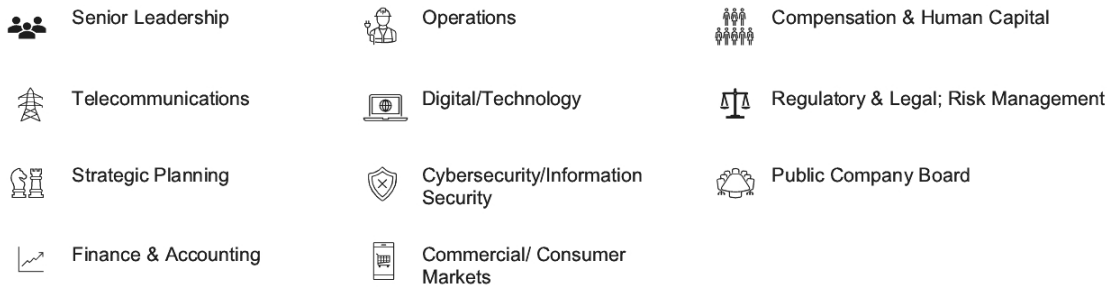 Senior Leadership
Operations
Compensation & Human Capital
Telecommunications
Digital/Technology
Regulatory & Legal; Risk Management
Strategic Planning
Cybersecurity/Information
Security
Public Company Board
Finance & Accounting
Commercial/ Consumer
Markets